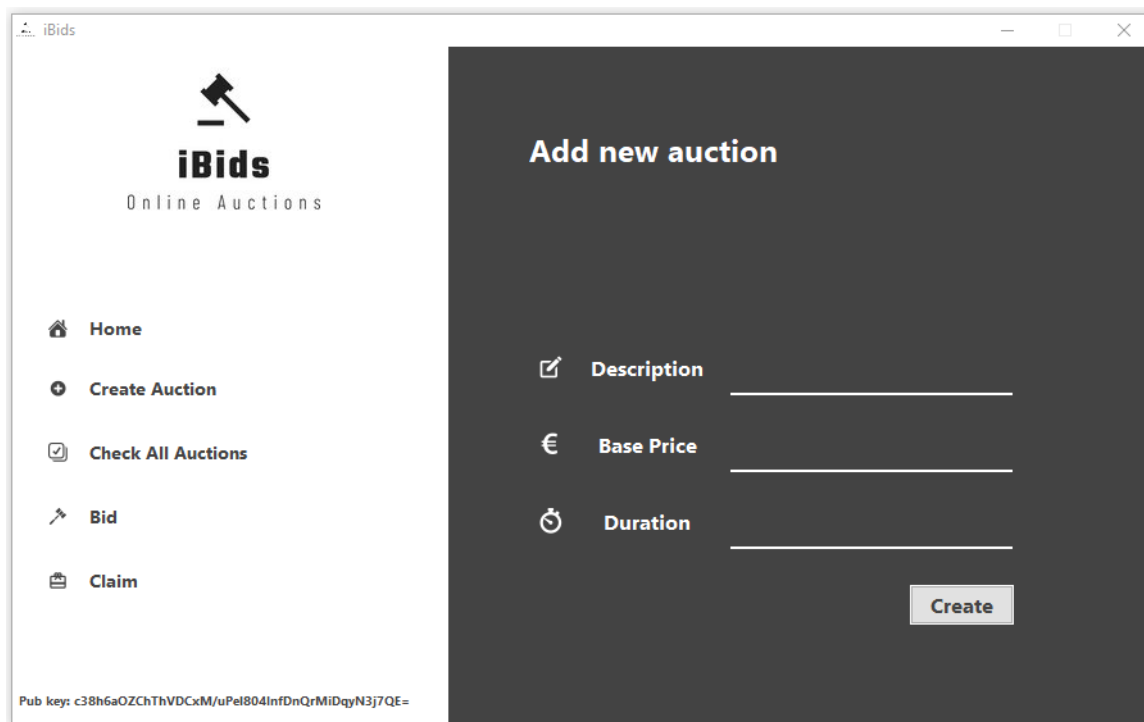 iBids
iBids
Online Auctions
Home
Create Auction
Check All Auctions
Bid
Claim
Pub key: c38h6aOZChThVDCxM/uPel804InfDnQrMiDqyN3j7QE=
Add new auction
Description
€ Base Price
Duration
Create